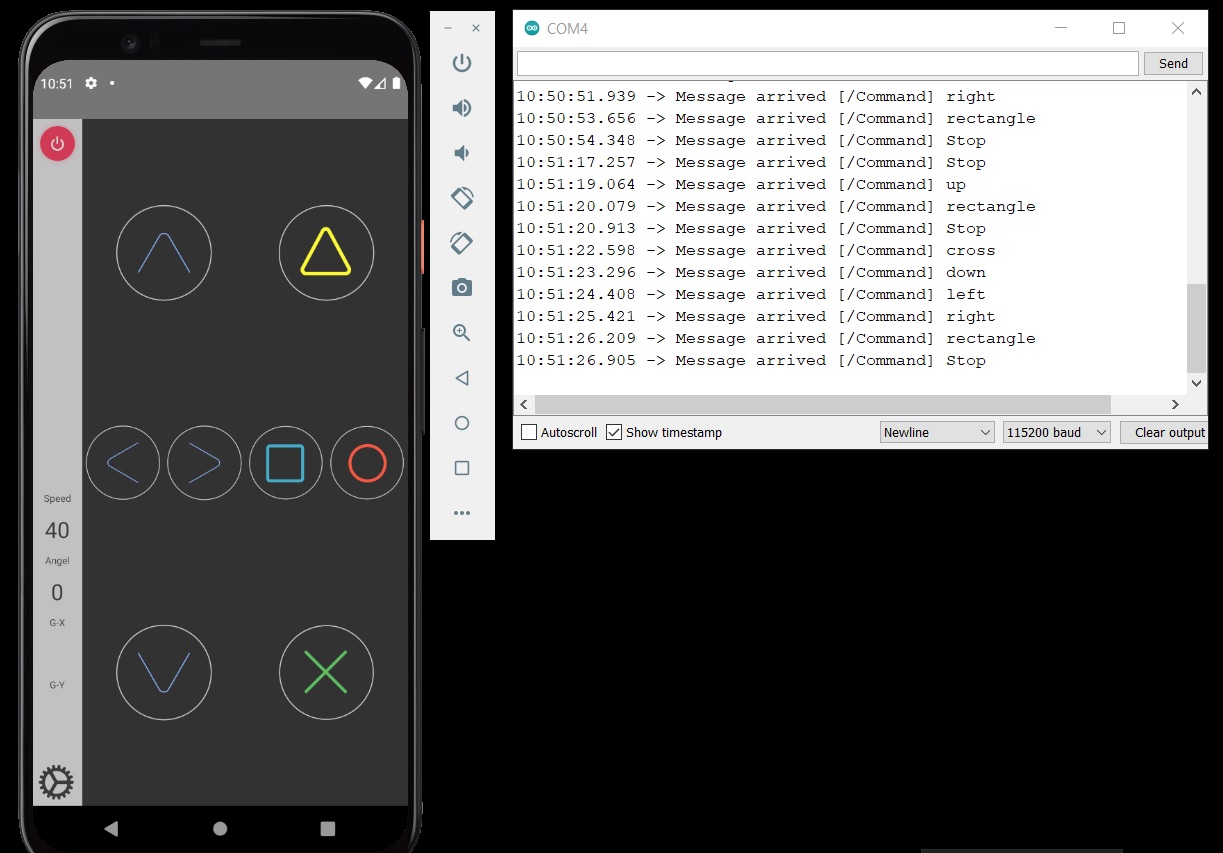 10:51
Speed
40
Angel
0
G-X
G-Y
COM4
Send
10:50:51.939 -> Message arrived [/Command] right
10:50:53.656 -> Message arrived [/Command] rectangle
10:50:54.348 -> Message arrived [/Command] Stop
10:51:17.257 -> Message arrived [/Command] Stop
10:51:19.064 -> Message arrived [/Command] up
10:51:20.079 -> Message arrived [/Command] rectangle
10:51:20.913 -> Message arrived [/Command] Stop
10:51:22.598 -> Message arrived [/Command] cross
10:51:23.296 -> Message arrived [/Command] down
10:51:24.408 -> Message arrived [/Command] left
10:51:25.421 -> Message arrived [/Command] right
10:51:26.209 -> Message arrived [/Command] rectangle
10:51:26.905 -> Message arrived [/Command] Stop
Autoscroll Show timestamp Newline 115200 baud Clear output